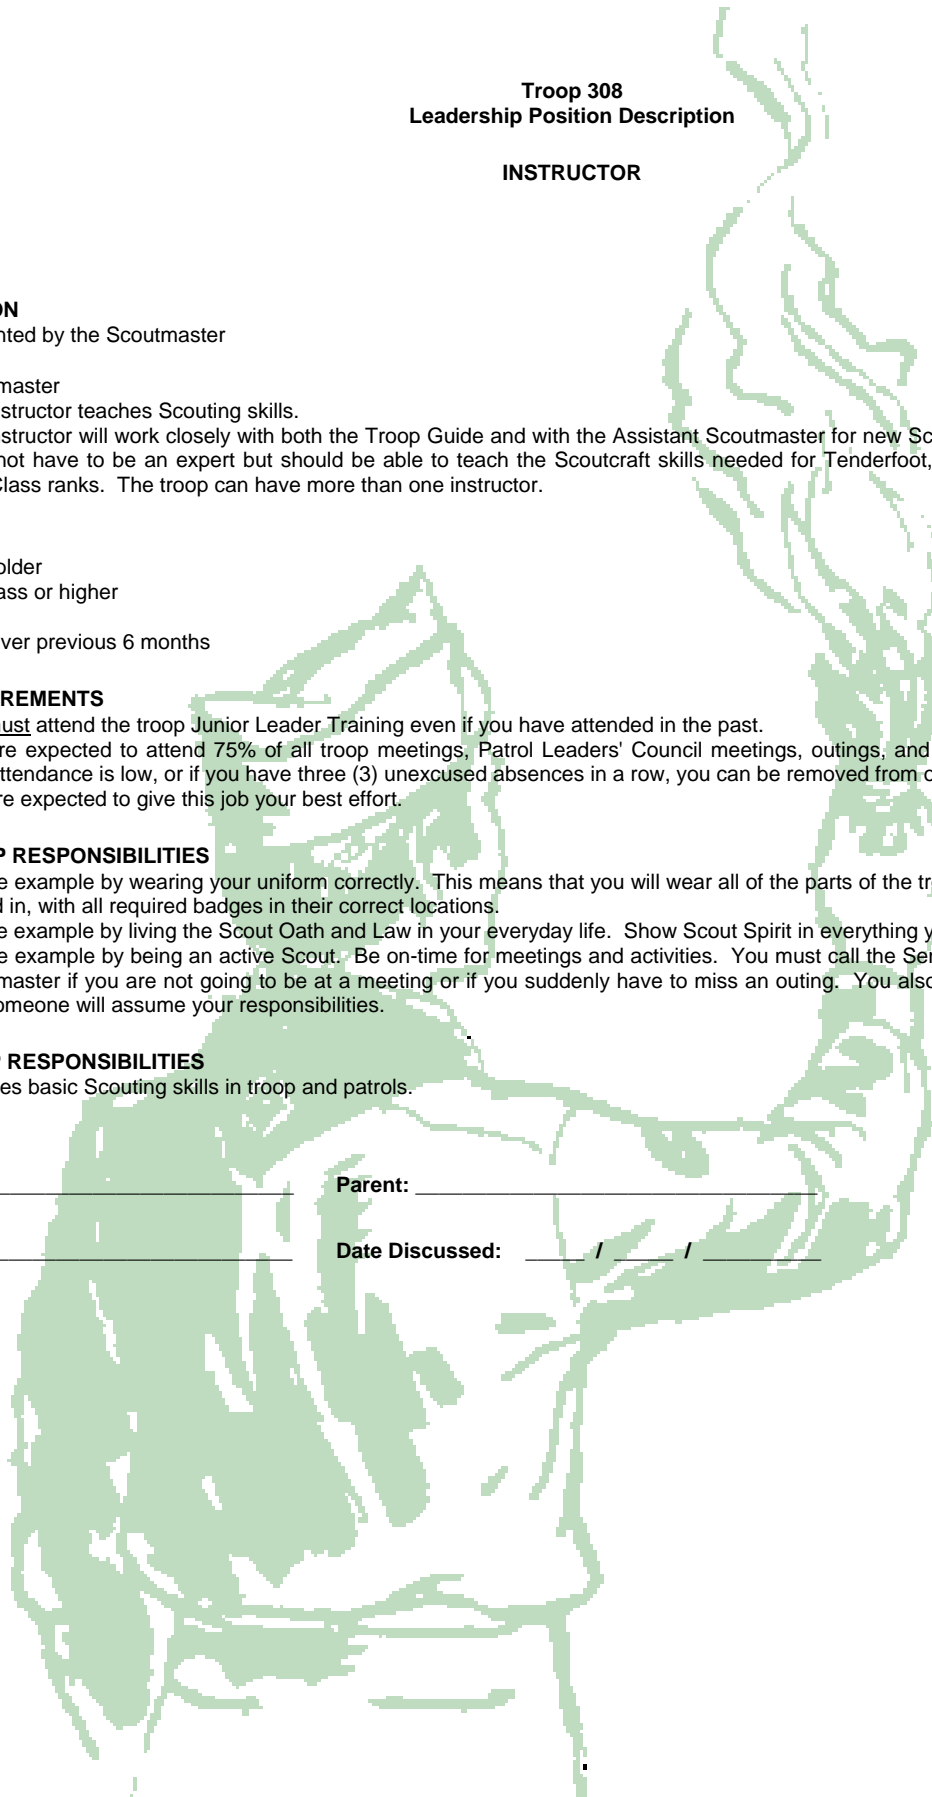 Troop 308
Leadership Position Description
INSTRUCTOR
ON
nted by the Scoutmaster
master
structor teaches Scouting skills.
nstructor will work closely with both the Troop Guide and with the Assistant Scoutmaster for new Sc
not have to be an expert but should be able to teach the Scoutcraft skills needed for Tenderfoot,
Class ranks. The troop can have more than one instructor.
older
ass or higher
ver previous 6 months
REMENTS
ust attend the troop Junior Leader Training even if you have attended in the past.
re expected to attend 75% of all troop meetings, Patrol Leaders' Council meetings, outings, and
ttendance is low, or if you have three (3) unexcused absences in a row, you can be removed from o
re expected to give this job your best effort.
P RESPONSIBILITIES
e example by wearing your uniform correctly. This means that you will wear all of the parts of the tr
d in, with all required badges in their correct locations.
e example by living the Scout Oath and Law in your everyday life. Show Scout Spirit in everything y
e example by being an active Scout. Be on-time for meetings and activities. You must call the Sen
master if you are not going to be at a meeting or if you suddenly have to miss an outing. You also
omeone will assume your responsibilities.
P RESPONSIBILITIES
es basic Scouting skills in troop and patrols.
Parent:
Date Discussed: / /